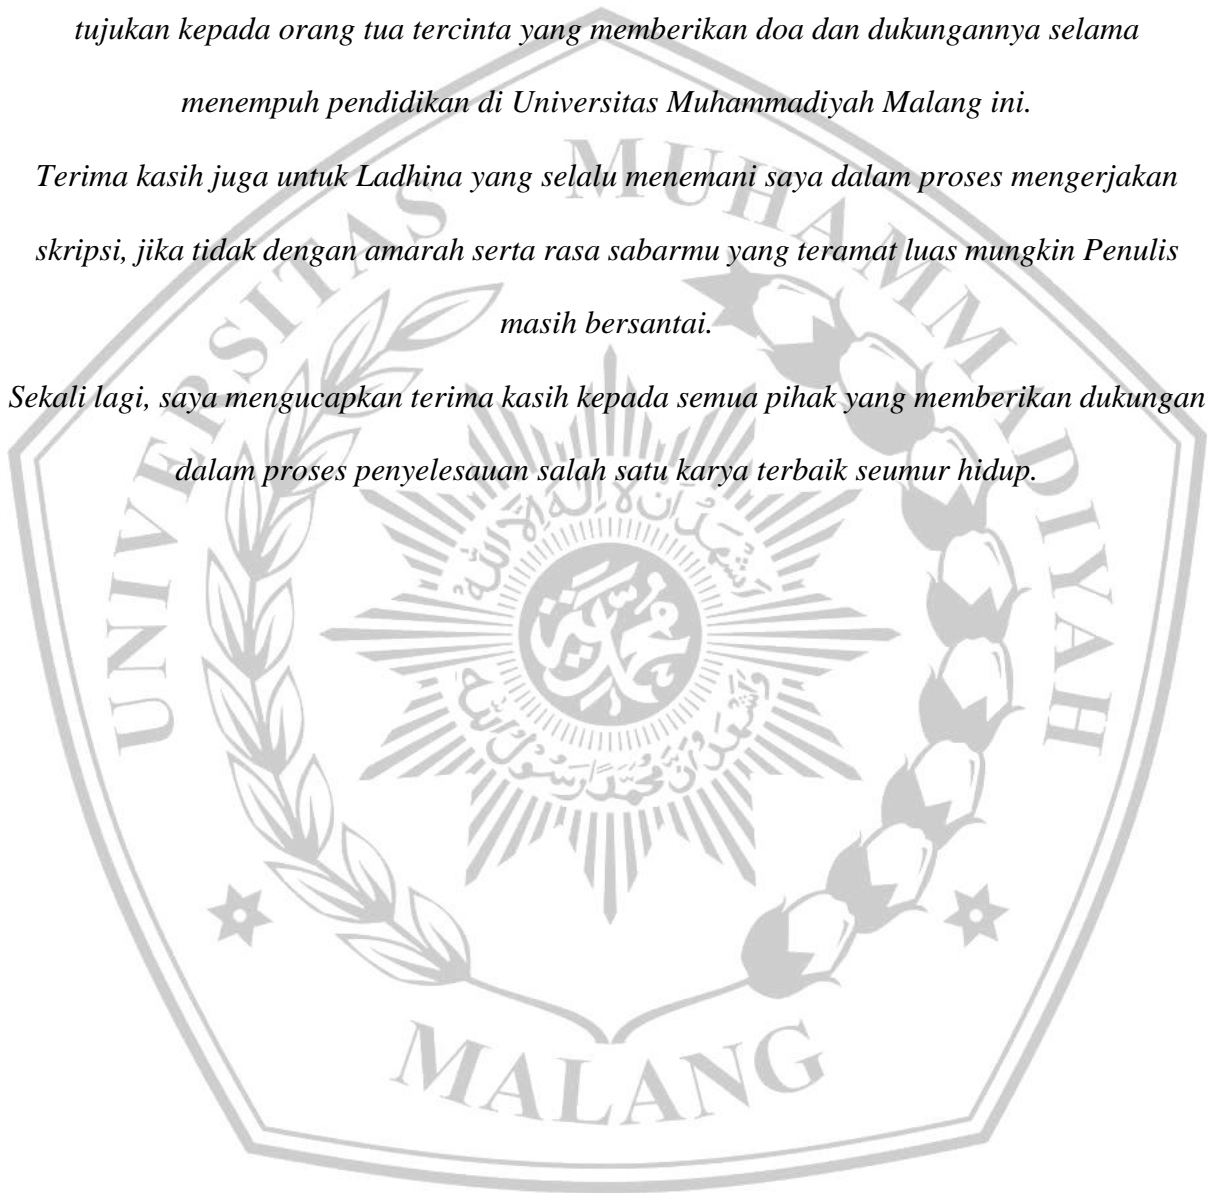 tujukan kepada orang tua tercinta yang memberikan doa dan dukungannya selama
menempuh pendidikan di Universitas Muhammadiyah Malang ini.
Terima kasih juga untuk Ladhina yang selalu menemani saya dalam proses mengerjakan
skripsi, jika tidak dengan amarah serta rasa sabarmu yang teramat luas mungkin Penulis
masih bersantai.
Sekali lagi, saya mengucapkan terima kasih kepada semua pihak yang memberikan dukungan
dalam proses penyelesauan salah satu karya terbaik seumur hidup.
UNIVERSITAS MUHAMMADIYAH
MALANG